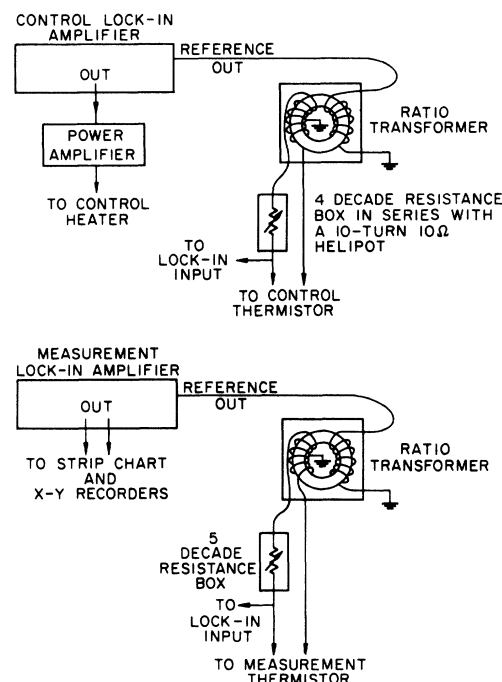 CONTROL LOCK-IN
AMPLIFIER
REFERENCE
OUT
OUT
RATIO
TRANSFORMER
POWER
AMPLIFIER
TO CONTROL
HEATER
4 DECADE RESISTANCE
BOX IN SERIES WITH
A 10-TURN 10Ω
HELIPOT
TO
LOCK-IN
INPUT
TO CONTROL
THERMISTOR
MEASUREMENT
LOCK-IN AMPLIFIER
REFERENCE
OUT
OUT
RATIO
TRANSFORMER
TO STRIP CHART
AND
X-Y RECORDERS
5
DECADE
RESISTANCE
BOX
TO
LOCK-IN
INPUT
TO MEASUREMENT
THERMISTOR